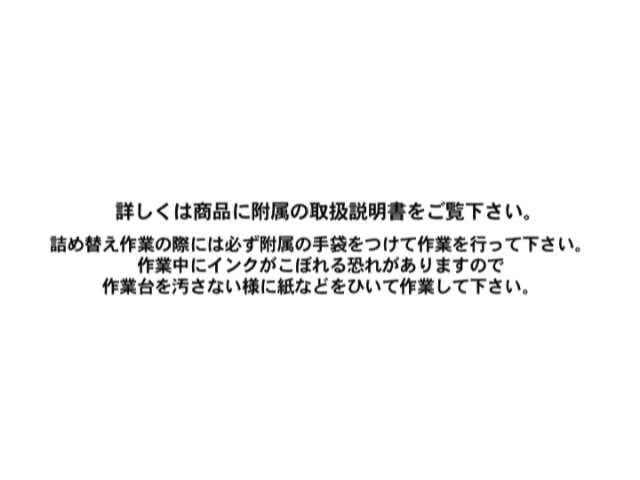 詳しくは商品に附属の取扱説明書をご覧下さい。
詰め替え作業の際には必ず附属の手袋をつけて作業を行って下さい。
作業中にインクがこぼれる恐れがありますので
作業台を汚さない様に紙などをひいて作業して下さい。